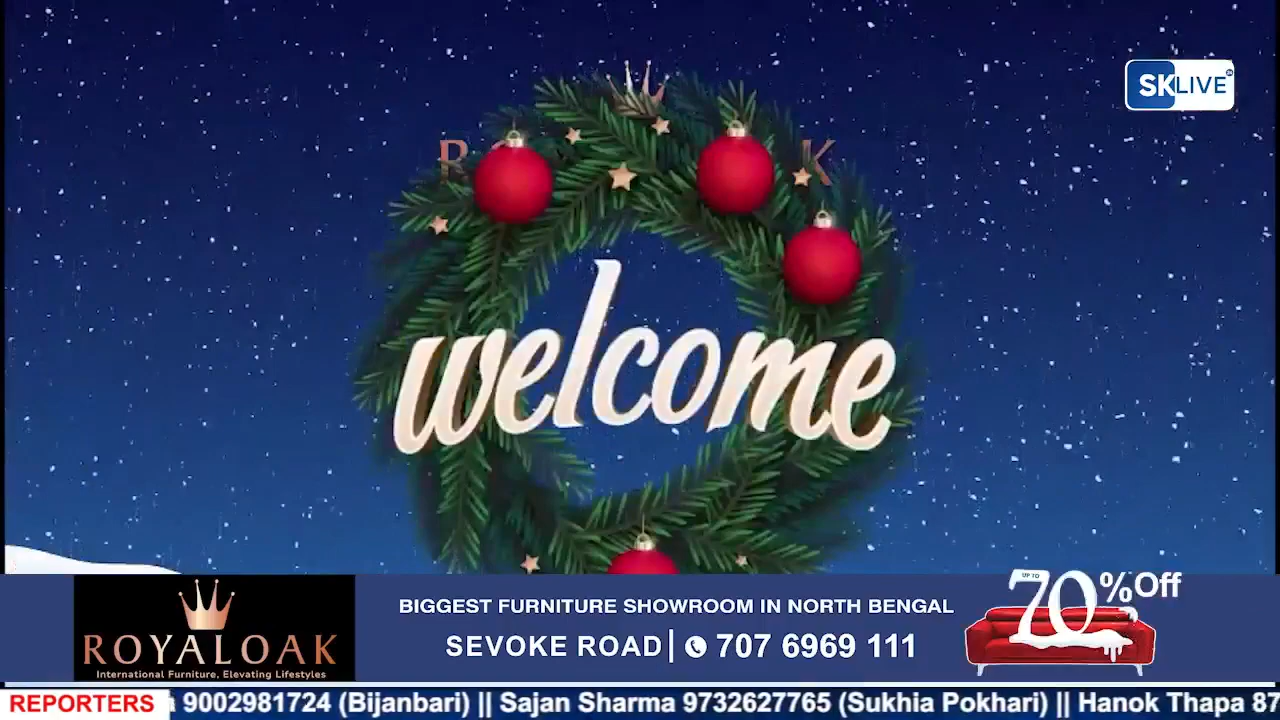 SKLIVE
welcome
ROYALOAK
International Furniture, Elevating Lifestyles
BIGGEST FURNITURE SHOWROOM IN NORTH BENGAL
SEVOKE ROAD | 707 6969 111
UP TO
70%Off
REPORTERS
9002981724 (Bijanbari) || Sajan Sharma 9732627765 (Sukhia Pokhari) || Hanok Thapa 87